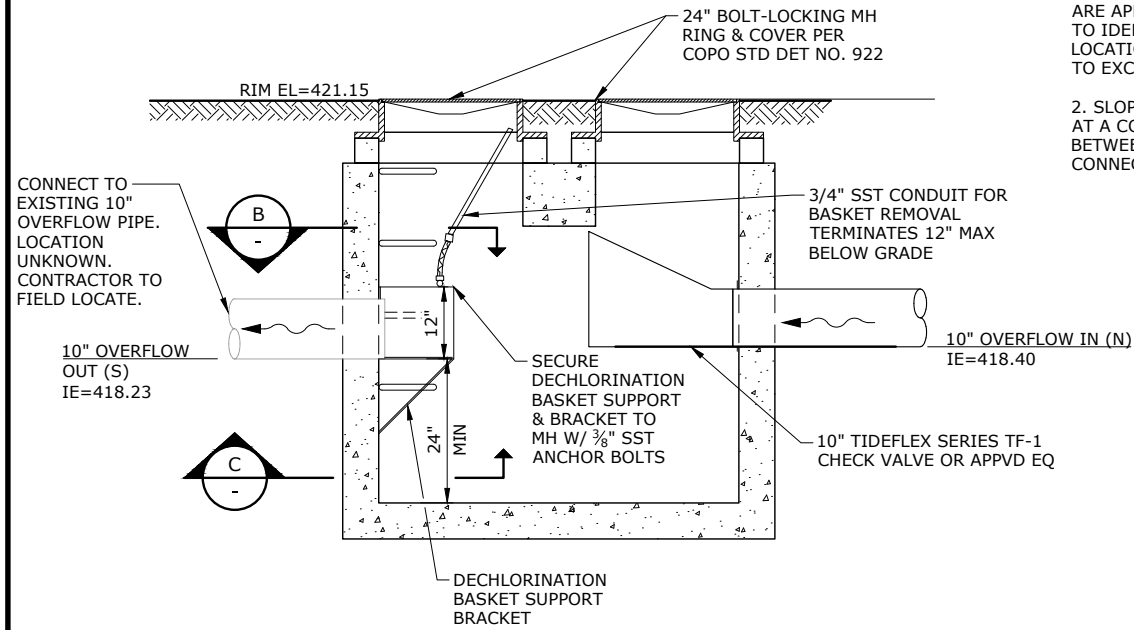 24" BOLT-LOCKING MH
RING & COVER PER
COPO STD DET NO. 922
RIM EL=421.15
CONNECT TO
EXISTING 10"
OVERFLOW PIPE.
LOCATION
UNKNOWN.
CONTRACTOR TO
FIELD LOCATE.
B
-
3/4" SST CONDUIT FOR
BASKET REMOVAL
TERMINATES 12" MAX
BELOW GRADE
12"
10" OVERFLOW
OUT (S)
IE=418.23
10" OVERFLOW IN (N)
IE=418.40
SECURE
DECHLORINATION
BASKET SUPPORT
& BRACKET TO
MH W/ ⅜" SST
ANCHOR BOLTS
24"
MIN
10" TIDEFLEX SERIES TF-1
CHECK VALVE OR APPVD EQ
C
-
DECHLORINATION
BASKET SUPPORT
BRACKET
2. SLOP
AT A CO
BETWEE
CONNEC
ARE AP
TO IDE
LOCATIO
TO EXC